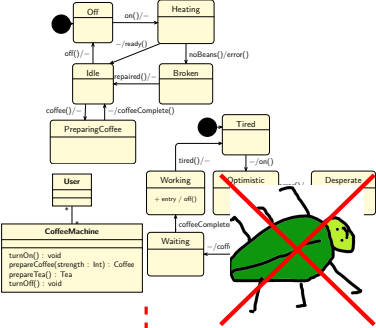 Off
on()/−
Heating
−/ready()
off()/−
noBeans()/error()
Idle
repaired()/−
Broken
coffee()/−
−/coffeeComplete()
PreparingCoffee
Tired
tired()/−
−/on()
User
*
*
Working
+ entry / off()
Optimistic
Desperate
coffeeComplete
CoffeeMachine
turnOn() : void
prepareCoffee(strength : Int) : Coffee
prepareTea() : Tea
turnOff() : void
Waiting
−/coff